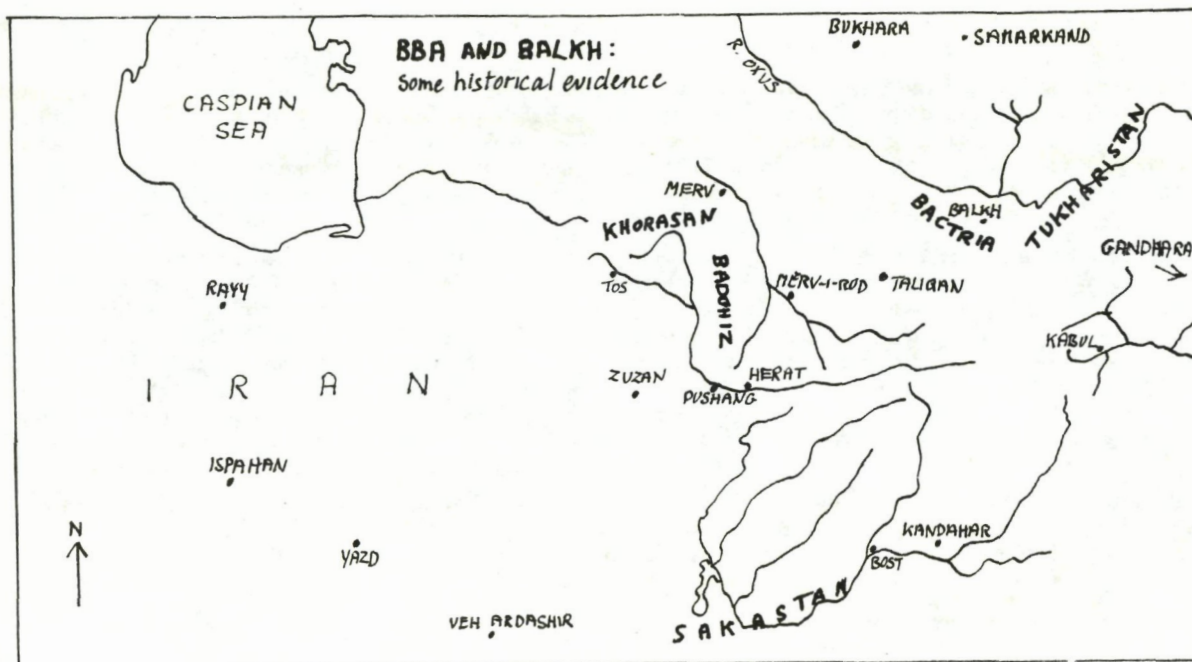 BBA AND BALKH:
Some historical evidence
BUKHARA
SAMARKAND
R. OXUS
CASPIAN
SEA
MERV
KHORASAN
BALKH
BACTRIA
TUKHARISTAN
GANDHARA
RAYY
TOS
BADGHIZ
MERV-I-ROD
TALIQAN
KABUL
IRAN
ZUZAN
PUSHANG
HERAT
ISPAHAN
N
YAZD
KANDAHAR
BOST
VEH ARDASHIR
SAKASTAN